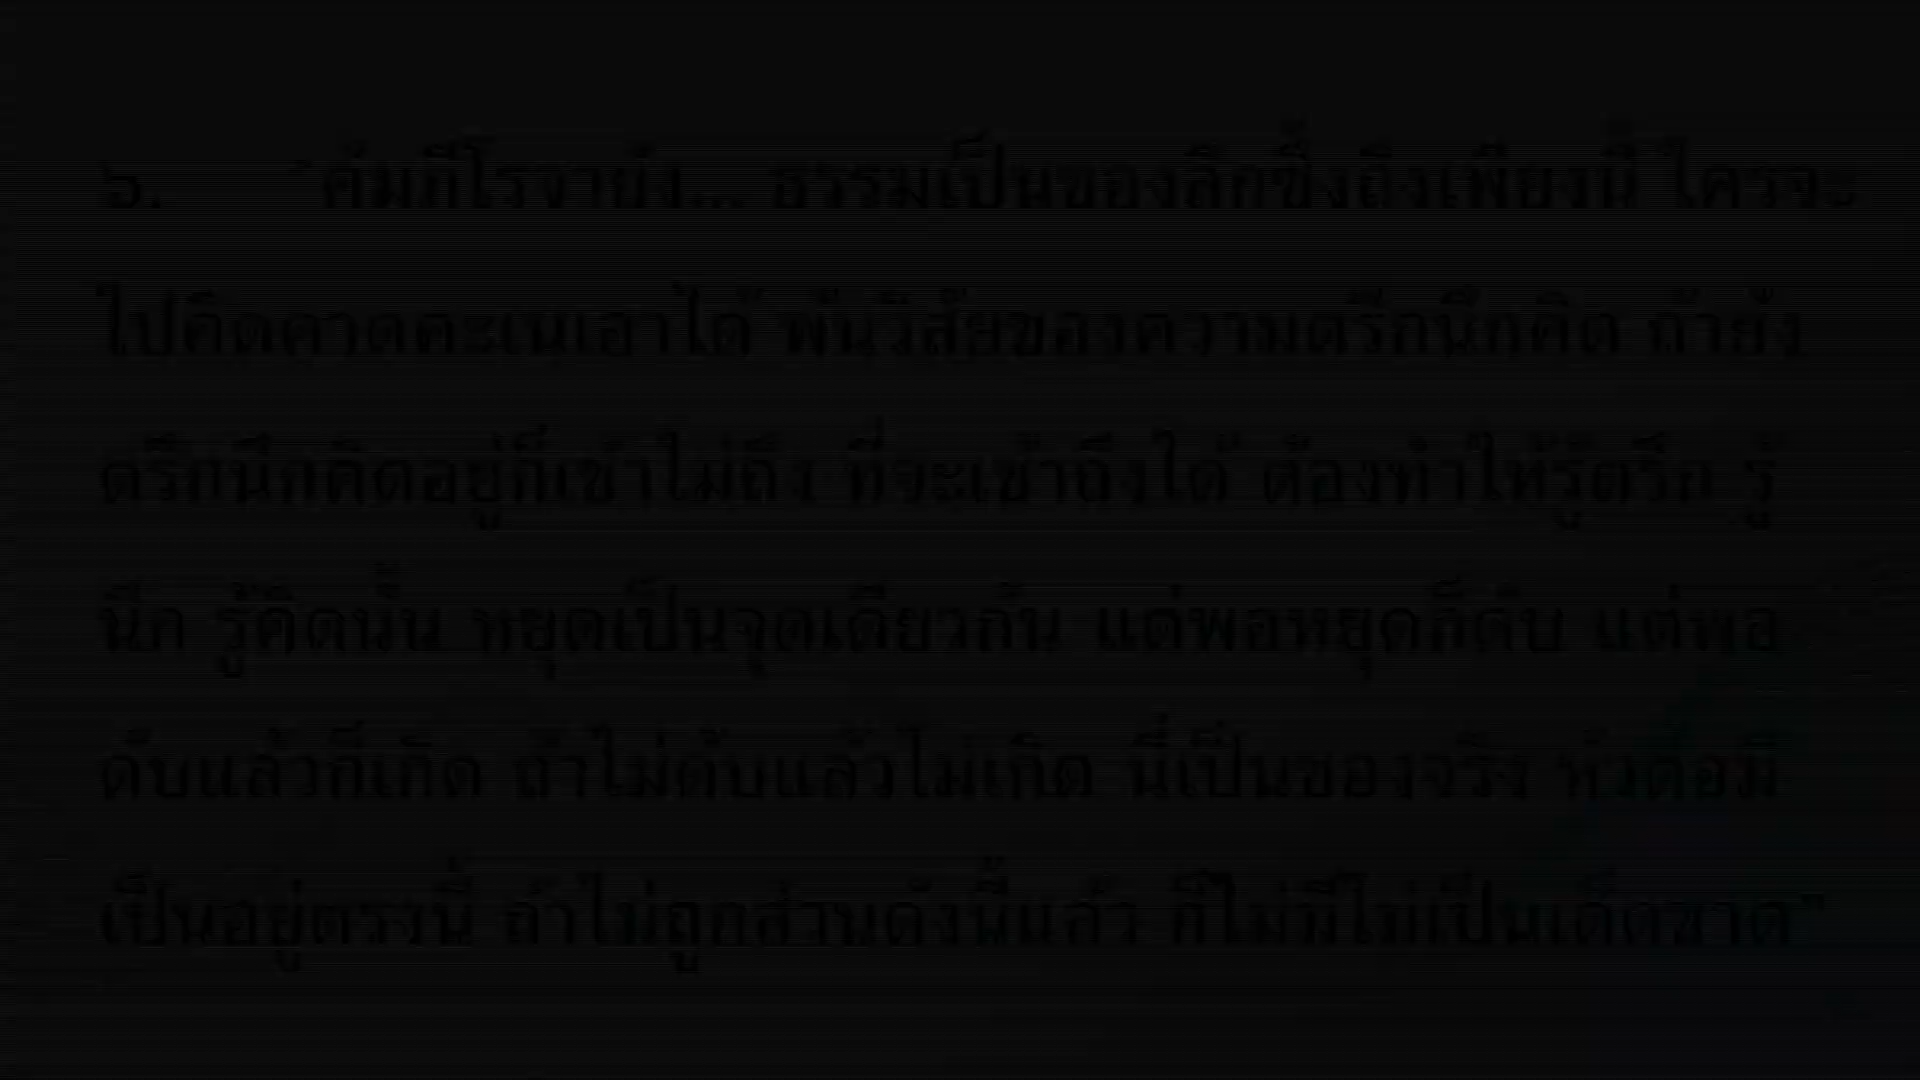 ๖. "คัมภีโรจายัง... ธรรมเป็นของลึกซึ้งถึงเพียงนี้ ใครจะ
ไปคิดคาดคะเนเอาได้ พ้นวิสัยของความตรึกนึกคิด ถ้ายัง
ตรึกนึกคิดอยู่ก็เข้าไม่ถึง ที่จะเข้าถึงได้ ต้องทำให้รู้ตรึก รู้
นึก รู้คิดนั้น หยุดเป็นจุดเดียวกัน แต่พอหยุดก็ดับ แต่พอ
ดับแล้วก็เกิด ถ้าไม่ดับแล้วไม่เกิด นี่เป็นของจริง หัวต่อมี
เป็นอยู่ตรงนี้ ถ้าไม่ถูกส่วนดังนี้แล้ว ก็ไม่มีไม่เป็นเด็ดขาด"